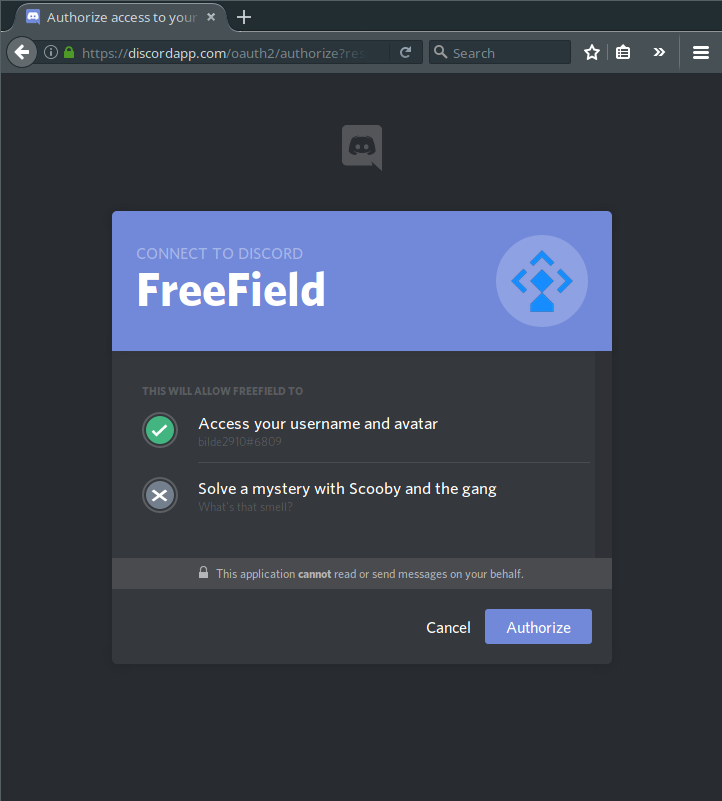 Authorize access to your
https://discordapp.com/oauth2/authorize?res
Search
CONNECT TO DISCORD
FreeField
THIS WILL ALLOW FREEFIELD TO
Access your username and avatar
bilde2910#6809
Solve a mystery with Scooby and the gang
What's that smell?
This application cannot read or send messages on your behalf.
Cancel
Authorize